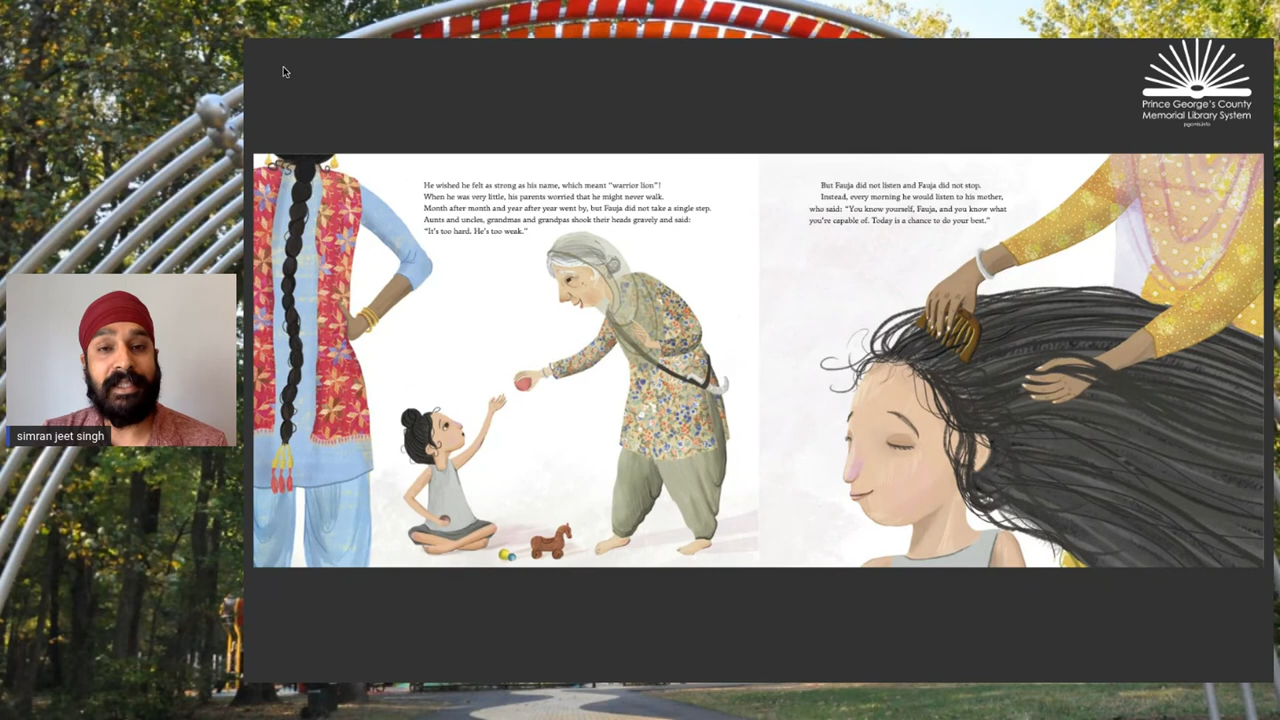 Prince George's County
Memorial Library System
pgcmls.info
He wished he felt as strong as his name, which meant "warrior lion"!
When he was very little, his parents worried that he might never walk.
Month after month and year after year went by, but Fauja did not take a single step.
Aunts and uncles, grandmas and grandpas shook their heads gravely and said:
"It's too hard. He's too weak."
But Fauja did not listen and Fauja did not stop.
Instead, every morning he would listen to his mother,
who said: "You know yourself, Fauja, and you know what
you're capable of. Today is a chance to do your best."
simran jeet singh